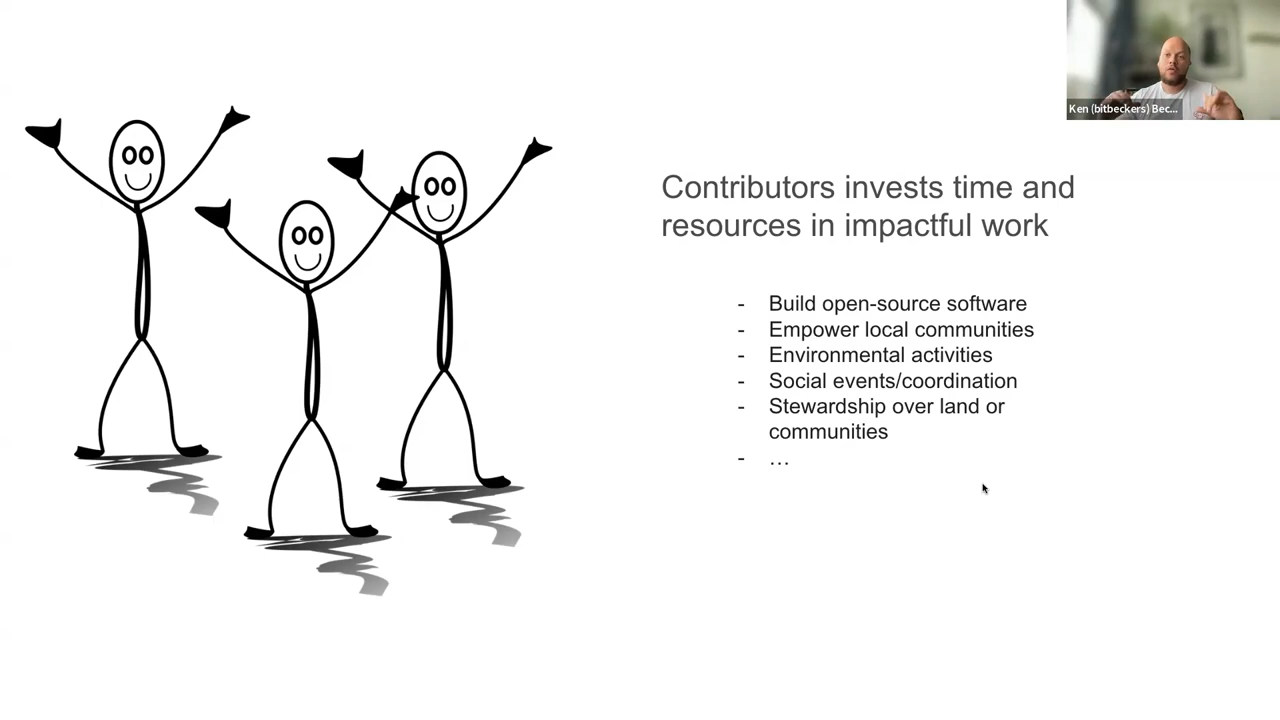 Ken (bitbeckers) Bec...
Contributors invests time and
resources in impactful work
- Build open-source software
- Empower local communities
- Environmental activities
- Social events/coordination
- Stewardship over land or
communities
- …